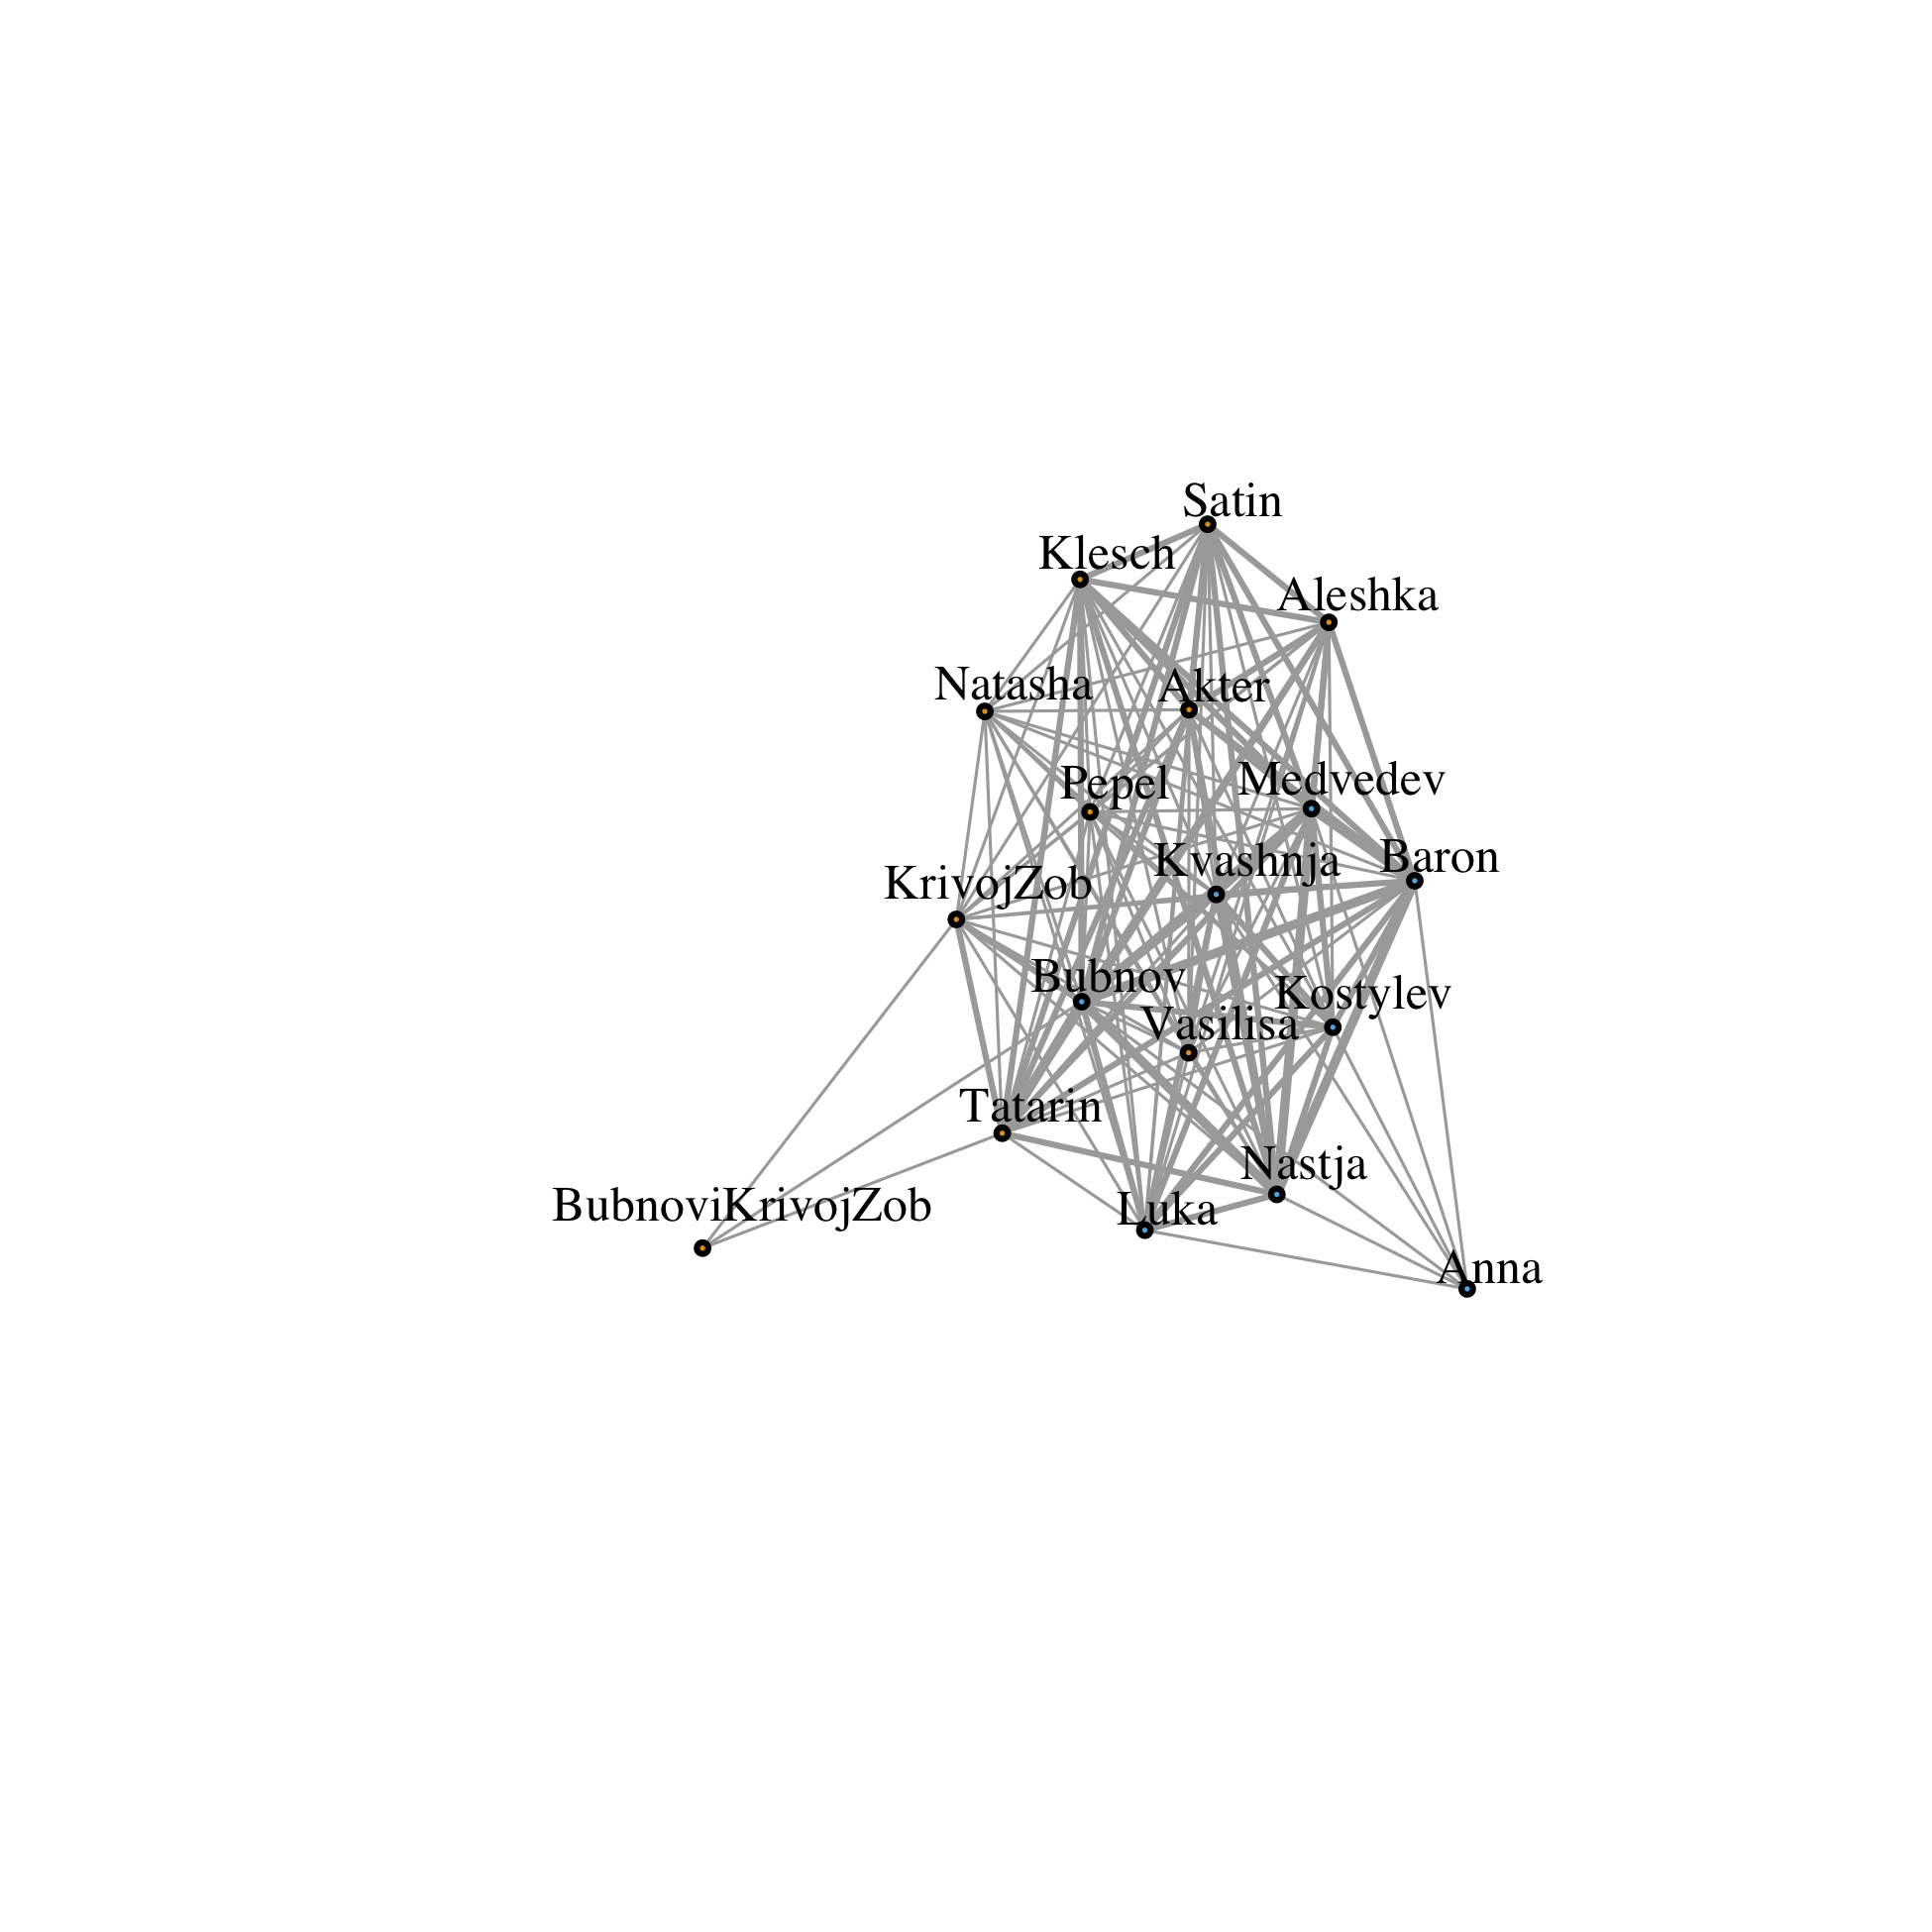 Satin
Klesch
Aleshka
Natasha
Akter
Pepel
Medvedev
Kvashnja
Baron
KrivojZob
Bubnov
Kostylev
Vasilisa
Tatarin
Nastja
BubnoviKrivojZob
Luka
Anna